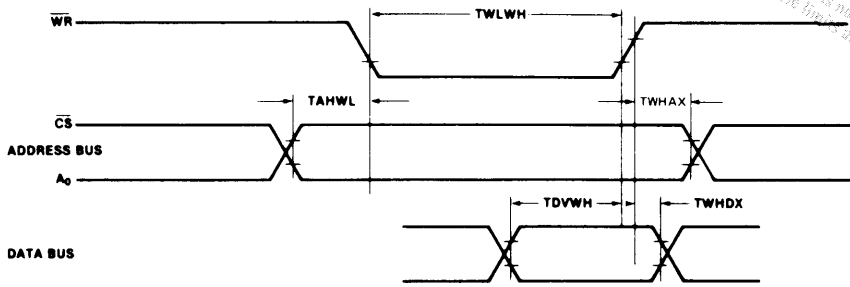 WR
TWLWH
TAHWL
TWHAX
CS
ADDRESS BUS
A0
TDVWH
TWHDX
DATA BUS